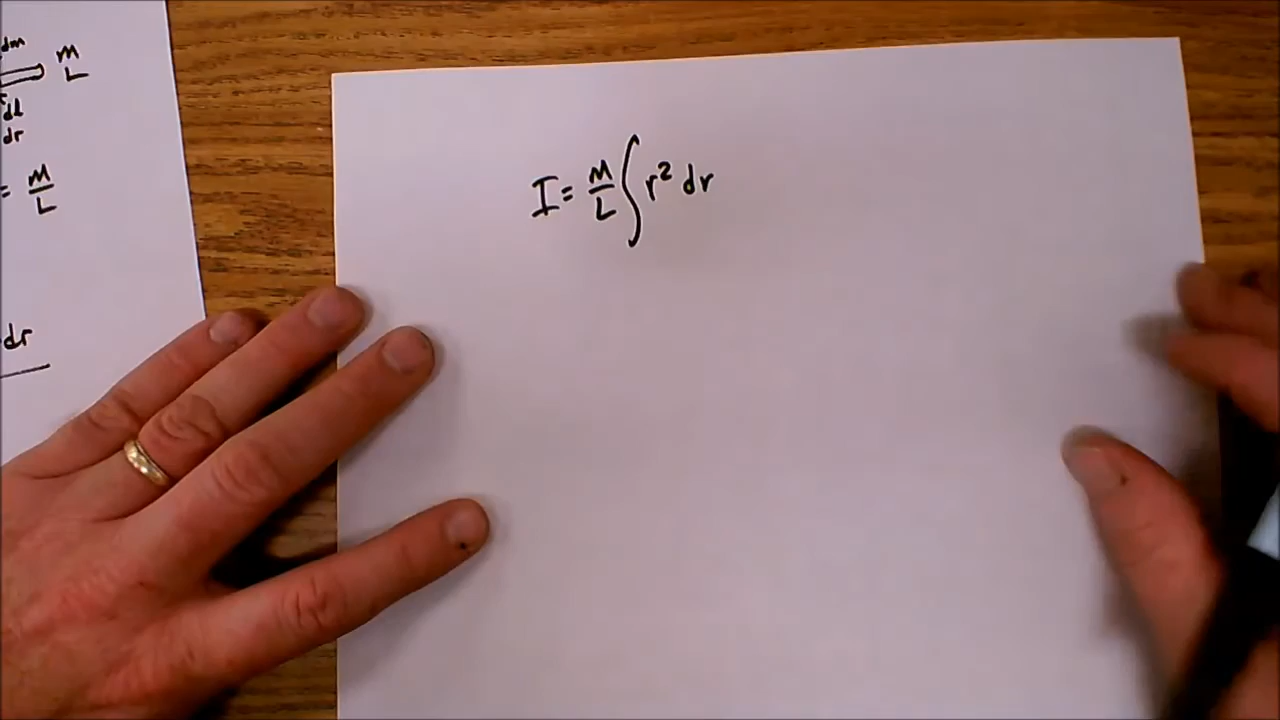 dm
M
L
dl
dr
= M/L
dr
I = M/L ∫ r² dr